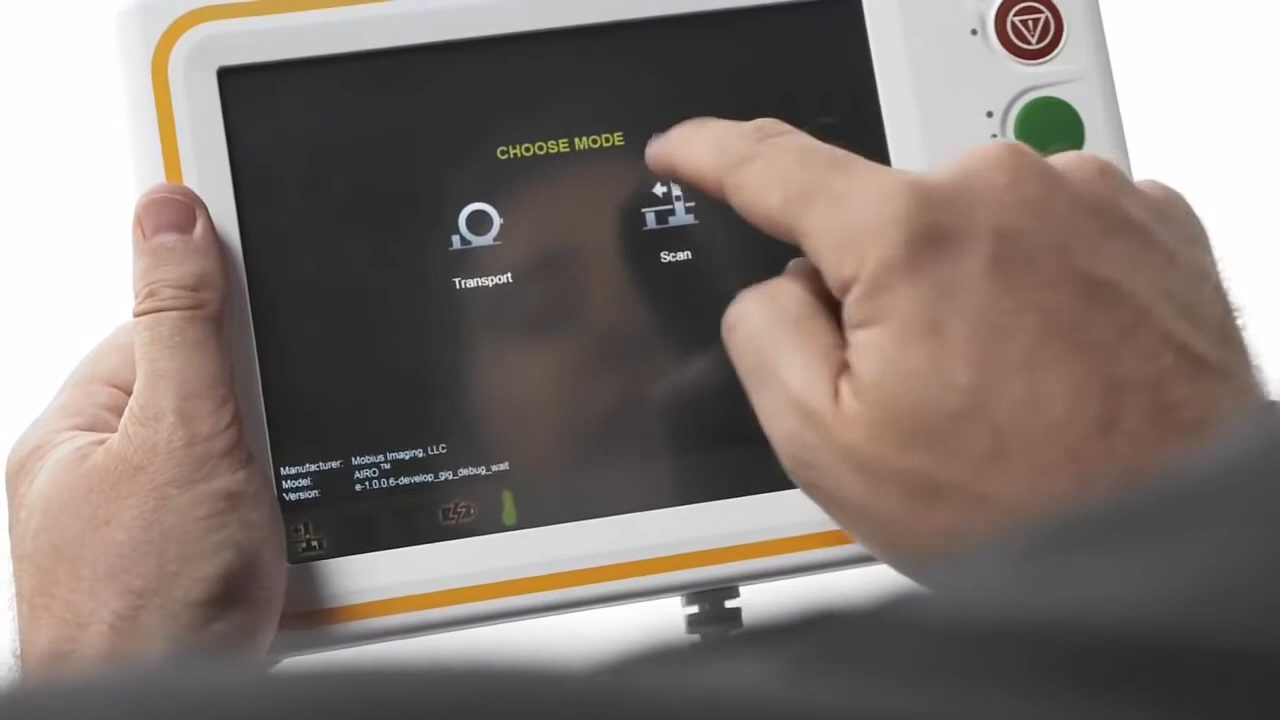 CHOOSE MODE
Transport
Scan
Manufacturer: Mobius Imaging, LLC
Model: AIRO™
Version: e-1.0.0.6-develop_gig_debug_wait